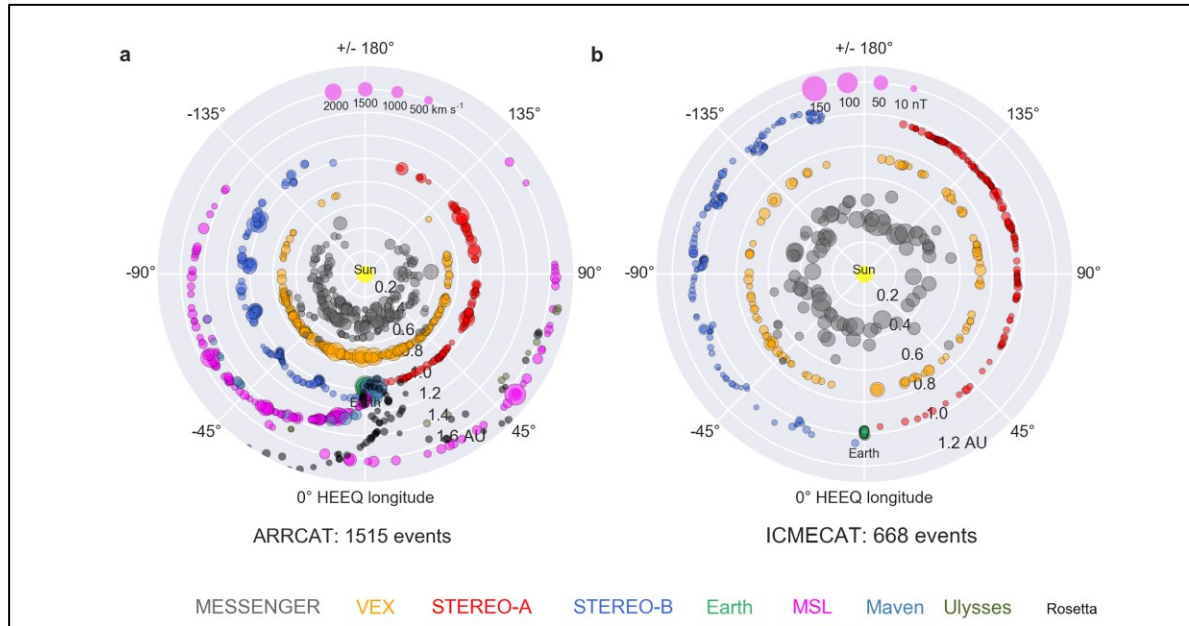 a
+/- 180°
b
+/- 180°
2000 1500 1000 500 km s⁻¹
150 100 50 10 nT
-135° 135°
-135° 135°
-90° 90°
-90° 90°
Sun
Sun
0.2
0.4
0.6
0.8
1.0
1.2
1.4
1.6 AU
0.2
0.4
0.6
0.8
1.0
1.2 AU
Earth
Earth
-45° 45°
-45° 45°
0° HEEQ longitude
0° HEEQ longitude
ARRCAT: 1515 events
ICMECAT: 668 events
MESSENGER VEX STEREO-A STEREO-B Earth MSL Maven Ulysses Rosetta